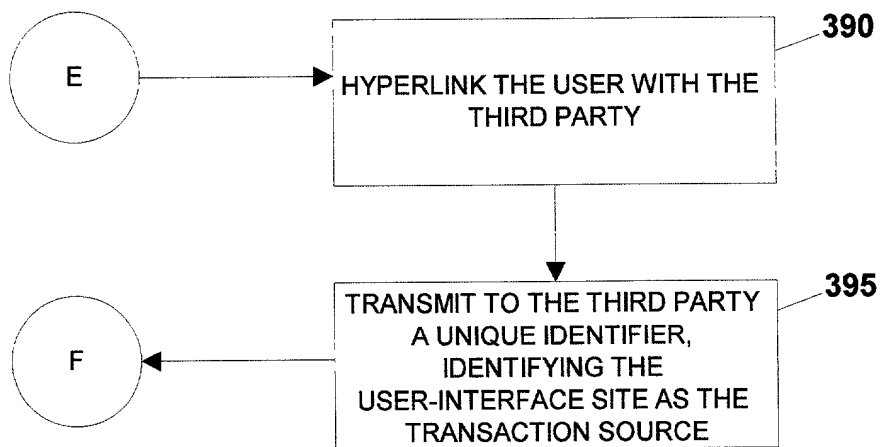 E
390
HYPERLINK THE USER WITH THE
THIRD PARTY
395
TRANSMIT TO THE THIRD PARTY
A UNIQUE IDENTIFIER,
IDENTIFYING THE
USER-INTERFACE SITE AS THE
TRANSACTION SOURCE
F